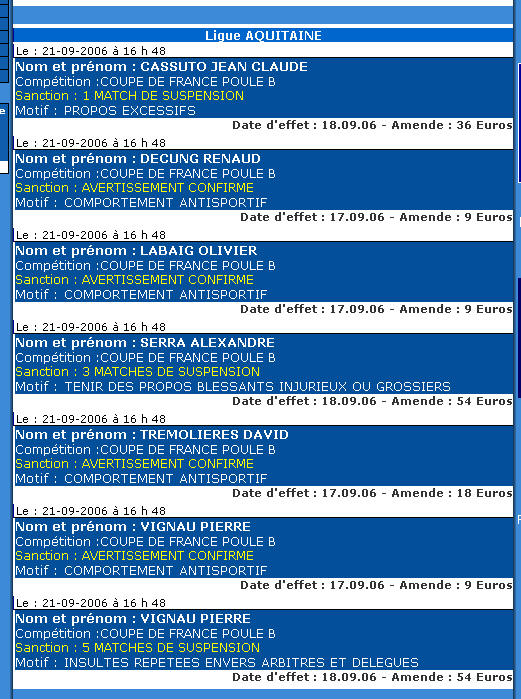 Ligue AQUITAINE
Le : 21-09-2006 à 16 h 48
Nom et prénom : CASSUTO JEAN CLAUDE
Compétition :COUPE DE FRANCE POULE B
Sanction : 1 MATCH DE SUSPENSION
Motif : PROPOS EXCESSIFS
Date d'effet : 18.09.06 - Amende : 36 Euros
Le : 21-09-2006 à 16 h 48
Nom et prénom : DECUNG RENAUD
Compétition :COUPE DE FRANCE POULE B
Sanction : AVERTISSEMENT CONFIRME
Motif : COMPORTEMENT ANTISPORTIF
Date d'effet : 17.09.06 - Amende : 9 Euros
Le : 21-09-2006 à 16 h 48
Nom et prénom : LABAIG OLIVIER
Compétition :COUPE DE FRANCE POULE B
Sanction : AVERTISSEMENT CONFIRME
Motif : COMPORTEMENT ANTISPORTIF
Date d'effet : 17.09.06 - Amende : 9 Euros
Le : 21-09-2006 à 16 h 48
Nom et prénom : SERRA ALEXANDRE
Compétition :COUPE DE FRANCE POULE B
Sanction : 3 MATCHES DE SUSPENSION
Motif : TENIR DES PROPOS BLESSANTS INJURIEUX OU GROSSIERS
Date d'effet : 18.09.06 - Amende : 54 Euros
Le : 21-09-2006 à 16 h 48
Nom et prénom : TREMOLIERES DAVID
Compétition :COUPE DE FRANCE POULE B
Sanction : AVERTISSEMENT CONFIRME
Motif : COMPORTEMENT ANTISPORTIF
Date d'effet : 17.09.06 - Amende : 18 Euros
Le : 21-09-2006 à 16 h 48
Nom et prénom : VIGNAU PIERRE
Compétition :COUPE DE FRANCE POULE B
Sanction : AVERTISSEMENT CONFIRME
Motif : COMPORTEMENT ANTISPORTIF
Date d'effet : 17.09.06 - Amende : 9 Euros
Le : 21-09-2006 à 16 h 48
Nom et prénom : VIGNAU PIERRE
Compétition :COUPE DE FRANCE POULE B
Sanction : 5 MATCHES DE SUSPENSION
Motif : INSULTES REPETEES ENVERS ARBITRES ET DELEGUES
Date d'effet : 18.09.06 - Amende : 54 Euros